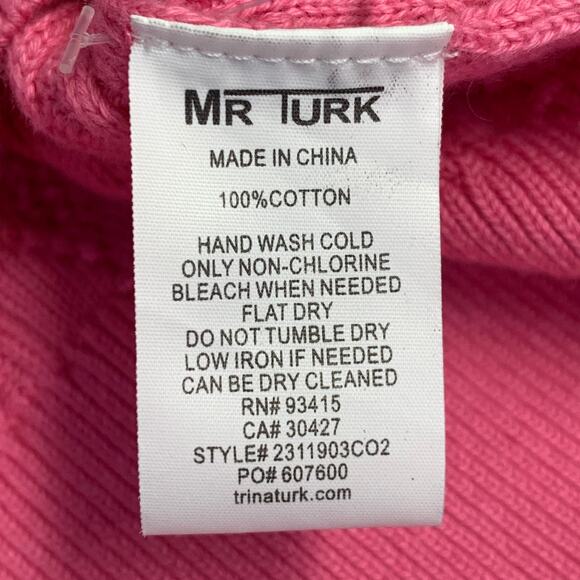 MR TURK
MADE IN CHINA
100%COTTON
HAND WASH COLD
ONLY NON-CHLORINE
BLEACH WHEN NEEDED
FLAT DRY
DO NOT TUMBLE DRY
LOW IRON IF NEEDED
CAN BE DRY CLEANED
RN# 93415
CA# 30427
STYLE# 2311903CO2
PO# 607600
trinaturk.com